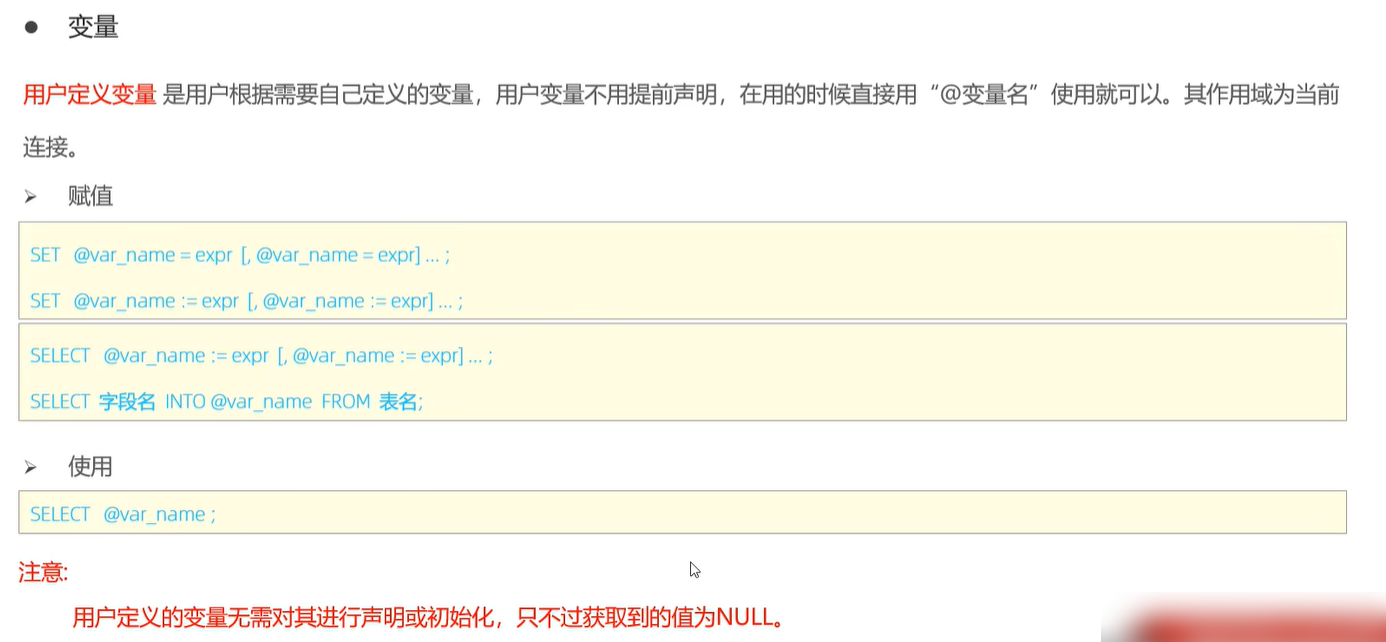 ● 变量
用户定义变量 是用户根据需要自己定义的变量，用户变量不用提前声明，在用的时候直接用“@变量名”使用就可以。其作用域为当前
连接。
➢ 赋值
SET @var_name = expr [, @var_name = expr] ... ;
SET @var_name := expr [, @var_name := expr] ... ;
SELECT @var_name := expr [, @var_name := expr] ... ;
SELECT 字段名 INTO @var_name FROM 表名;
➢ 使用
SELECT @var_name ;
注意:
用户定义的变量无需对其进行声明或初始化，只不过获取到的值为NULL。